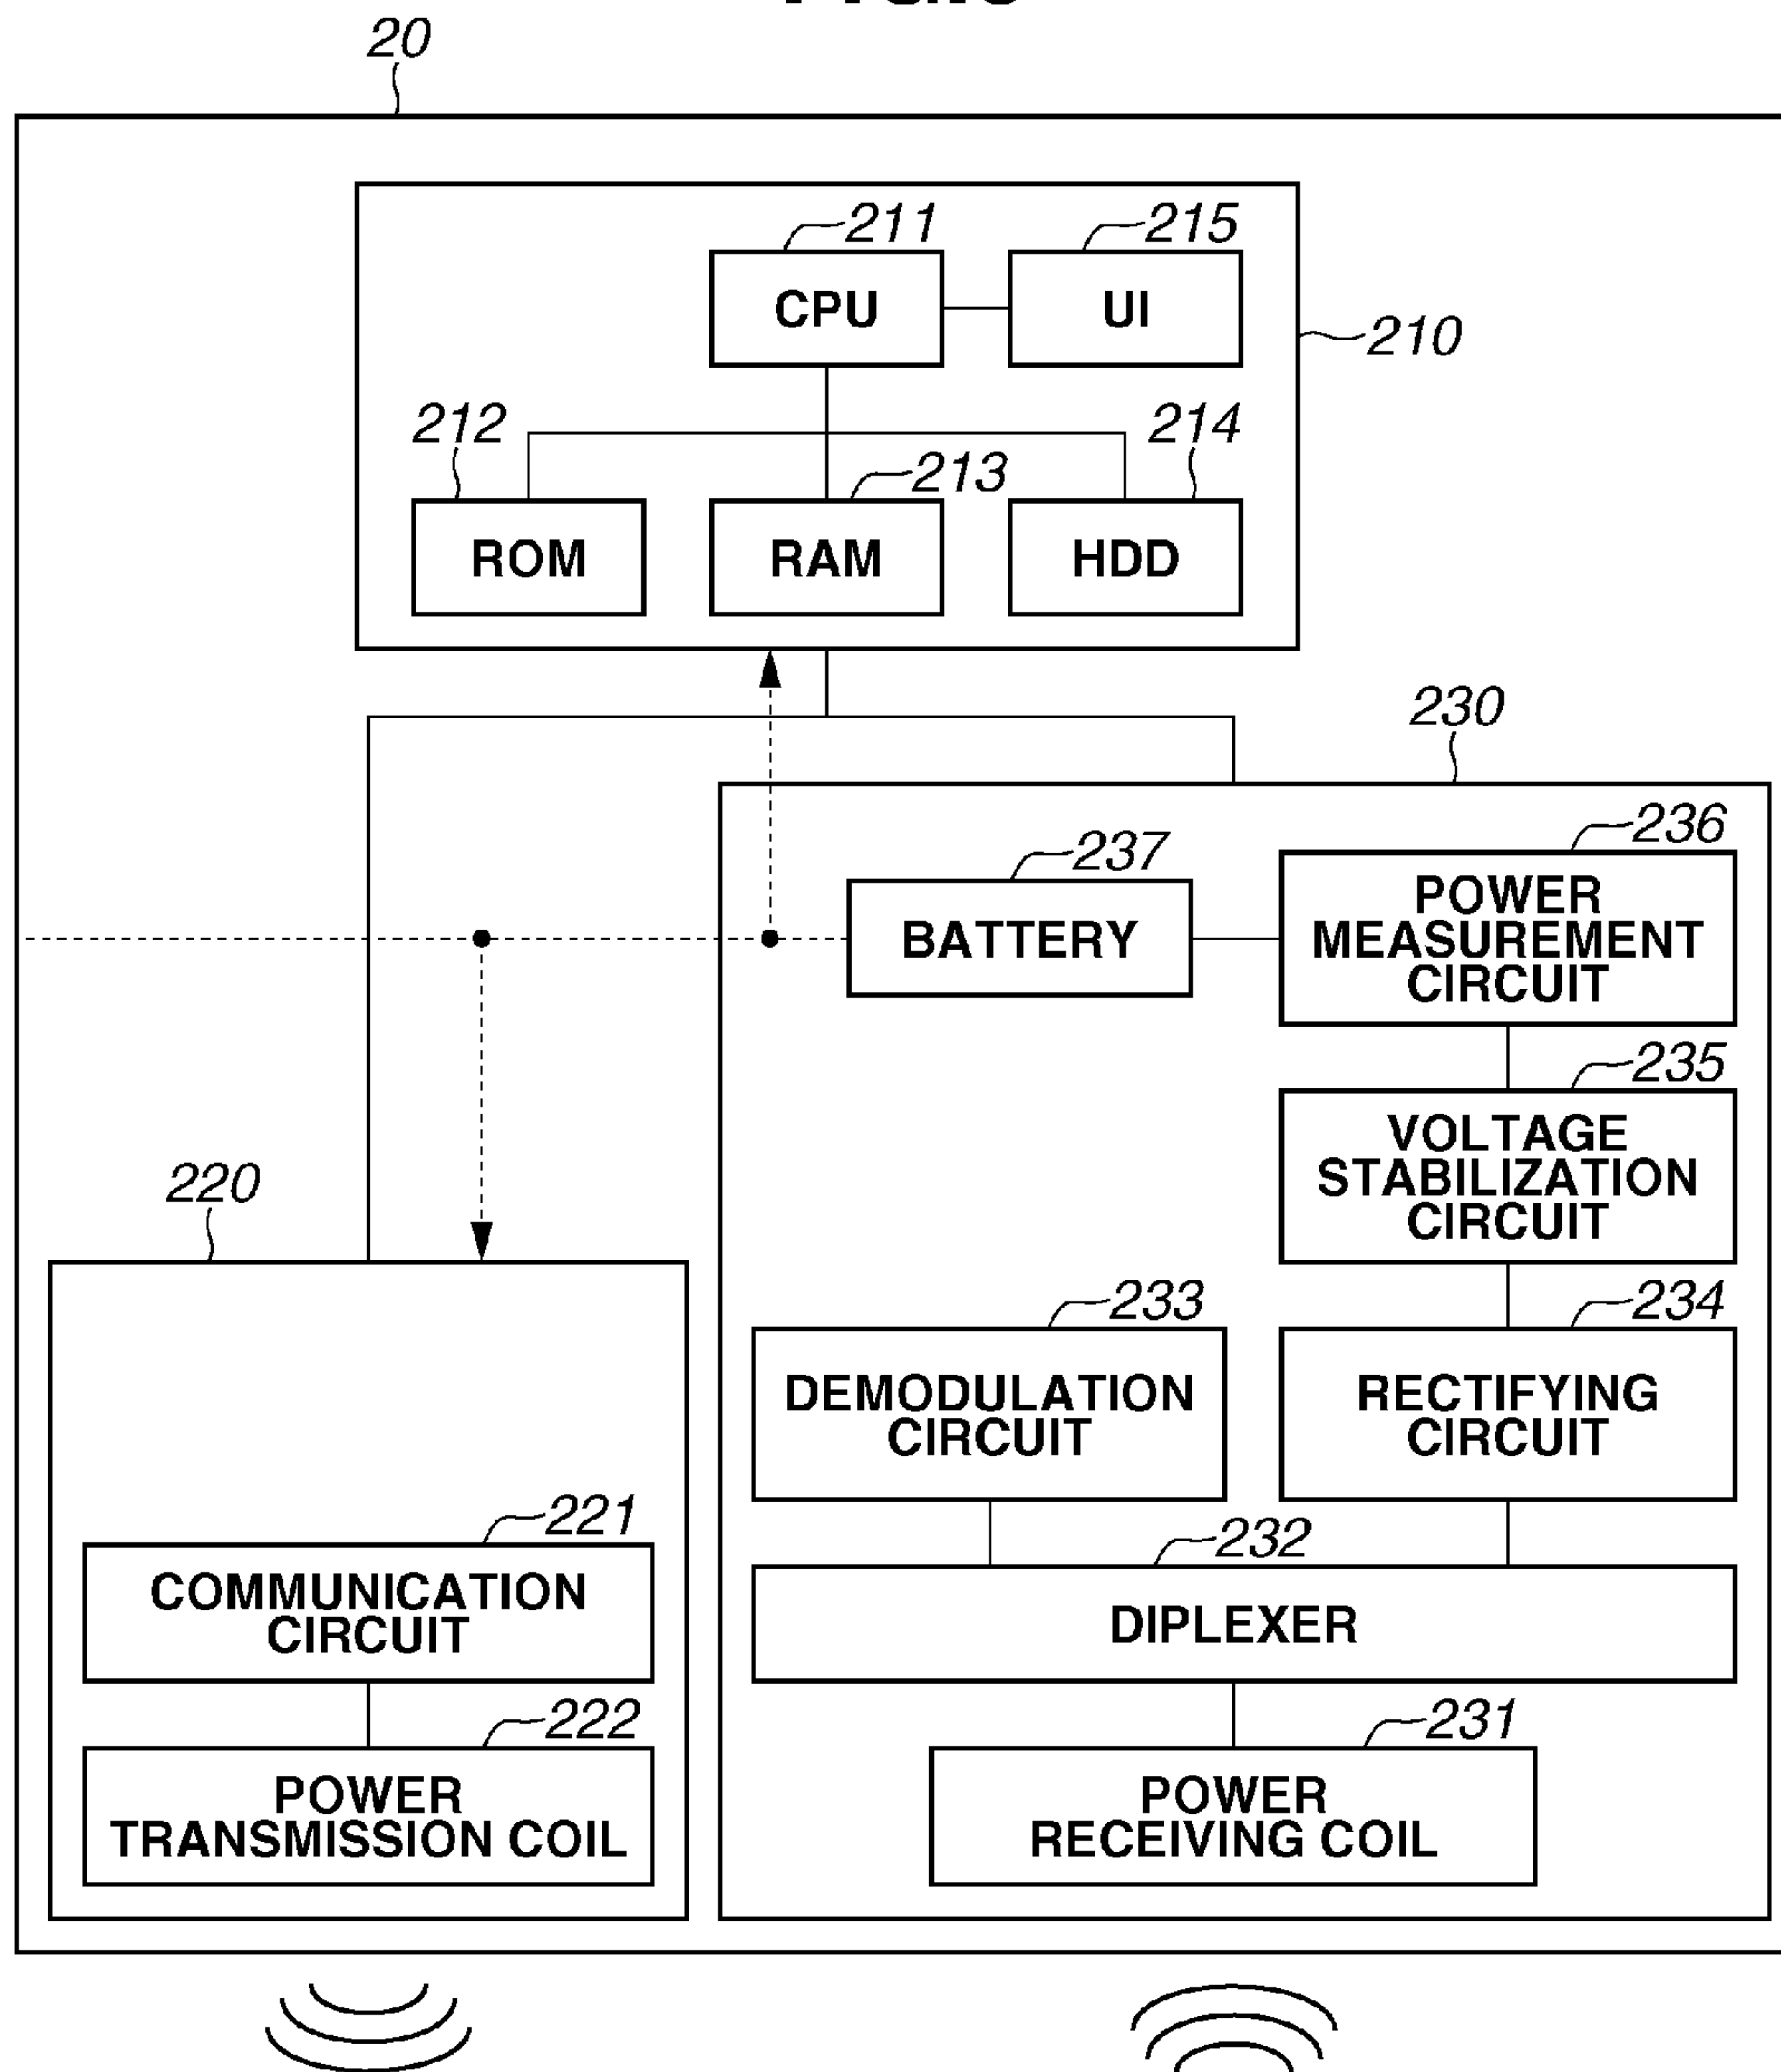 20
211
215
CPU
UI
210
212
214
213
ROM
RAM
HDD
230
236
237
POWER
MEASUREMENT
CIRCUIT
BATTERY
235
VOLTAGE
STABILIZATION
CIRCUIT
220
233
234
DEMODULATION
CIRCUIT
RECTIFYING
CIRCUIT
221
232
COMMUNICATION
CIRCUIT
DIPLEXER
222
231
POWER
TRANSMISSION COIL
POWER
RECEIVING COIL